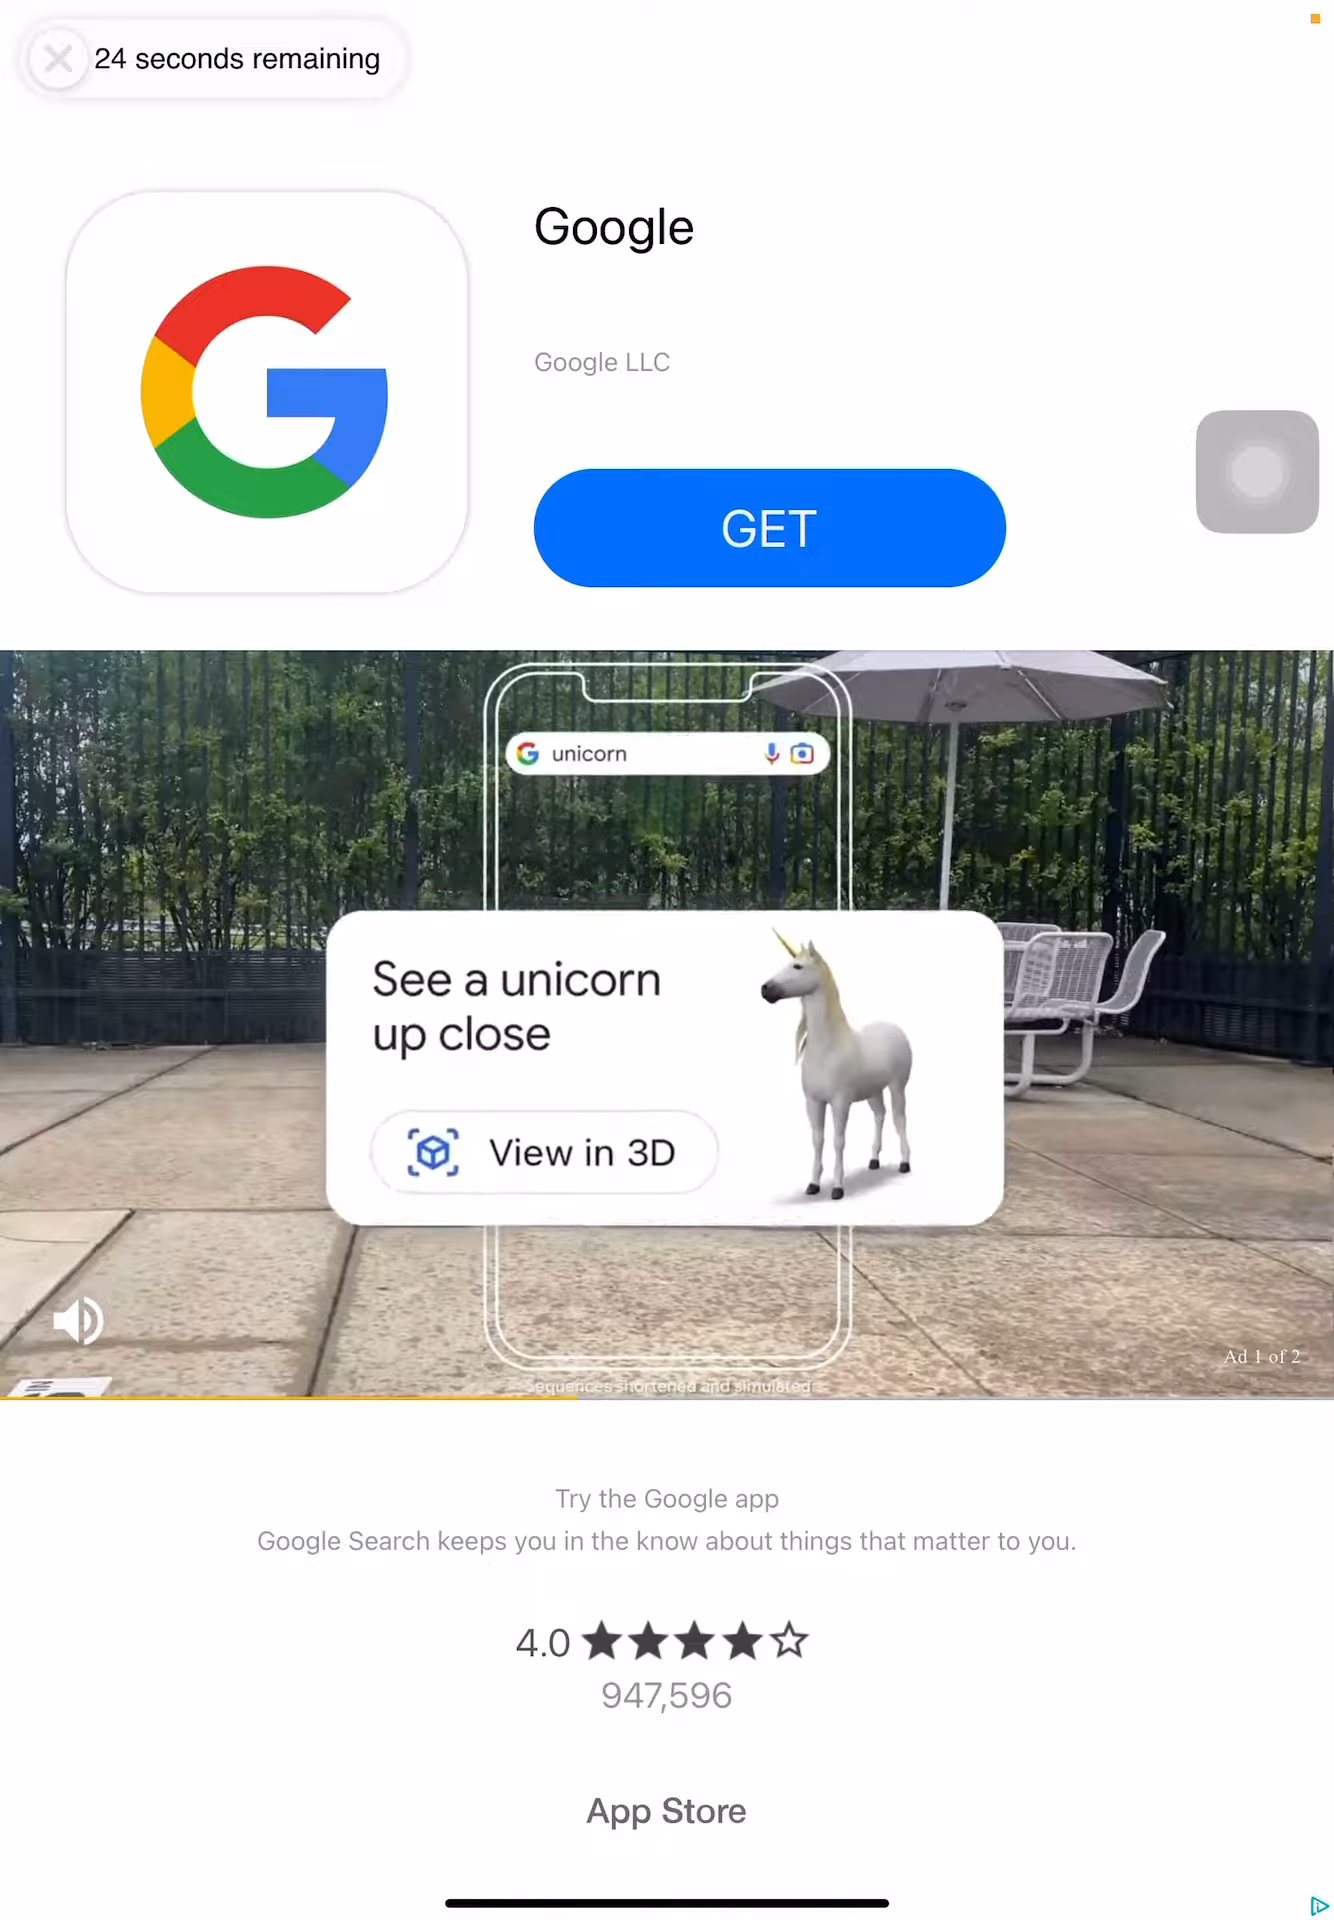 24 seconds remaining
Google
Google LLC
GET
unicorn
See a unicorn
up close
View in 3D
Ad 1 of 2
Sequences shortened and simulated
Try the Google app
Google Search keeps you in the know about things that matter to you.
4.0
947,596
App Store